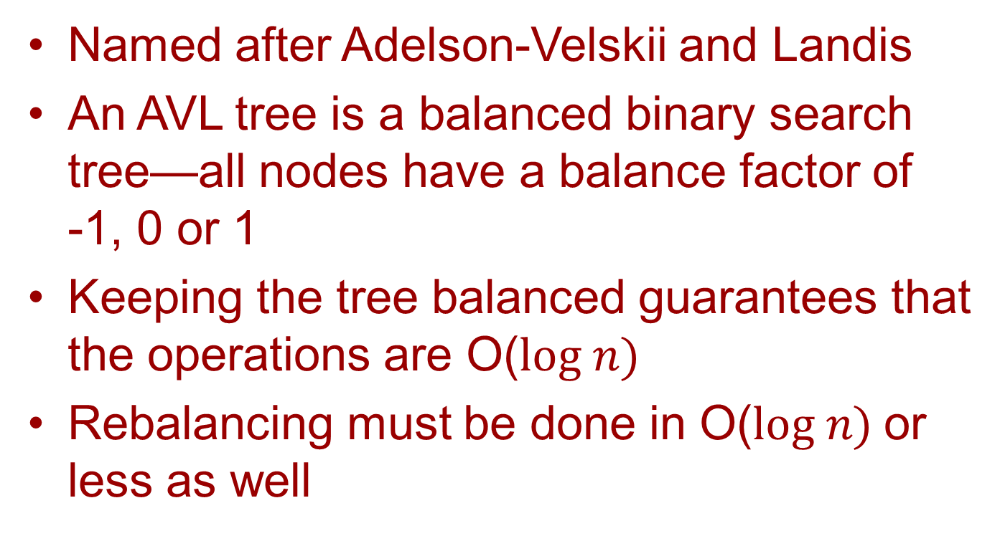 • Named after Adelson-Velskii and Landis
• An AVL tree is a balanced binary search
tree—all nodes have a balance factor of
-1, 0 or 1
• Keeping the tree balanced guarantees that
the operations are O(log n)
• Rebalancing must be done in O(log n) or
less as well